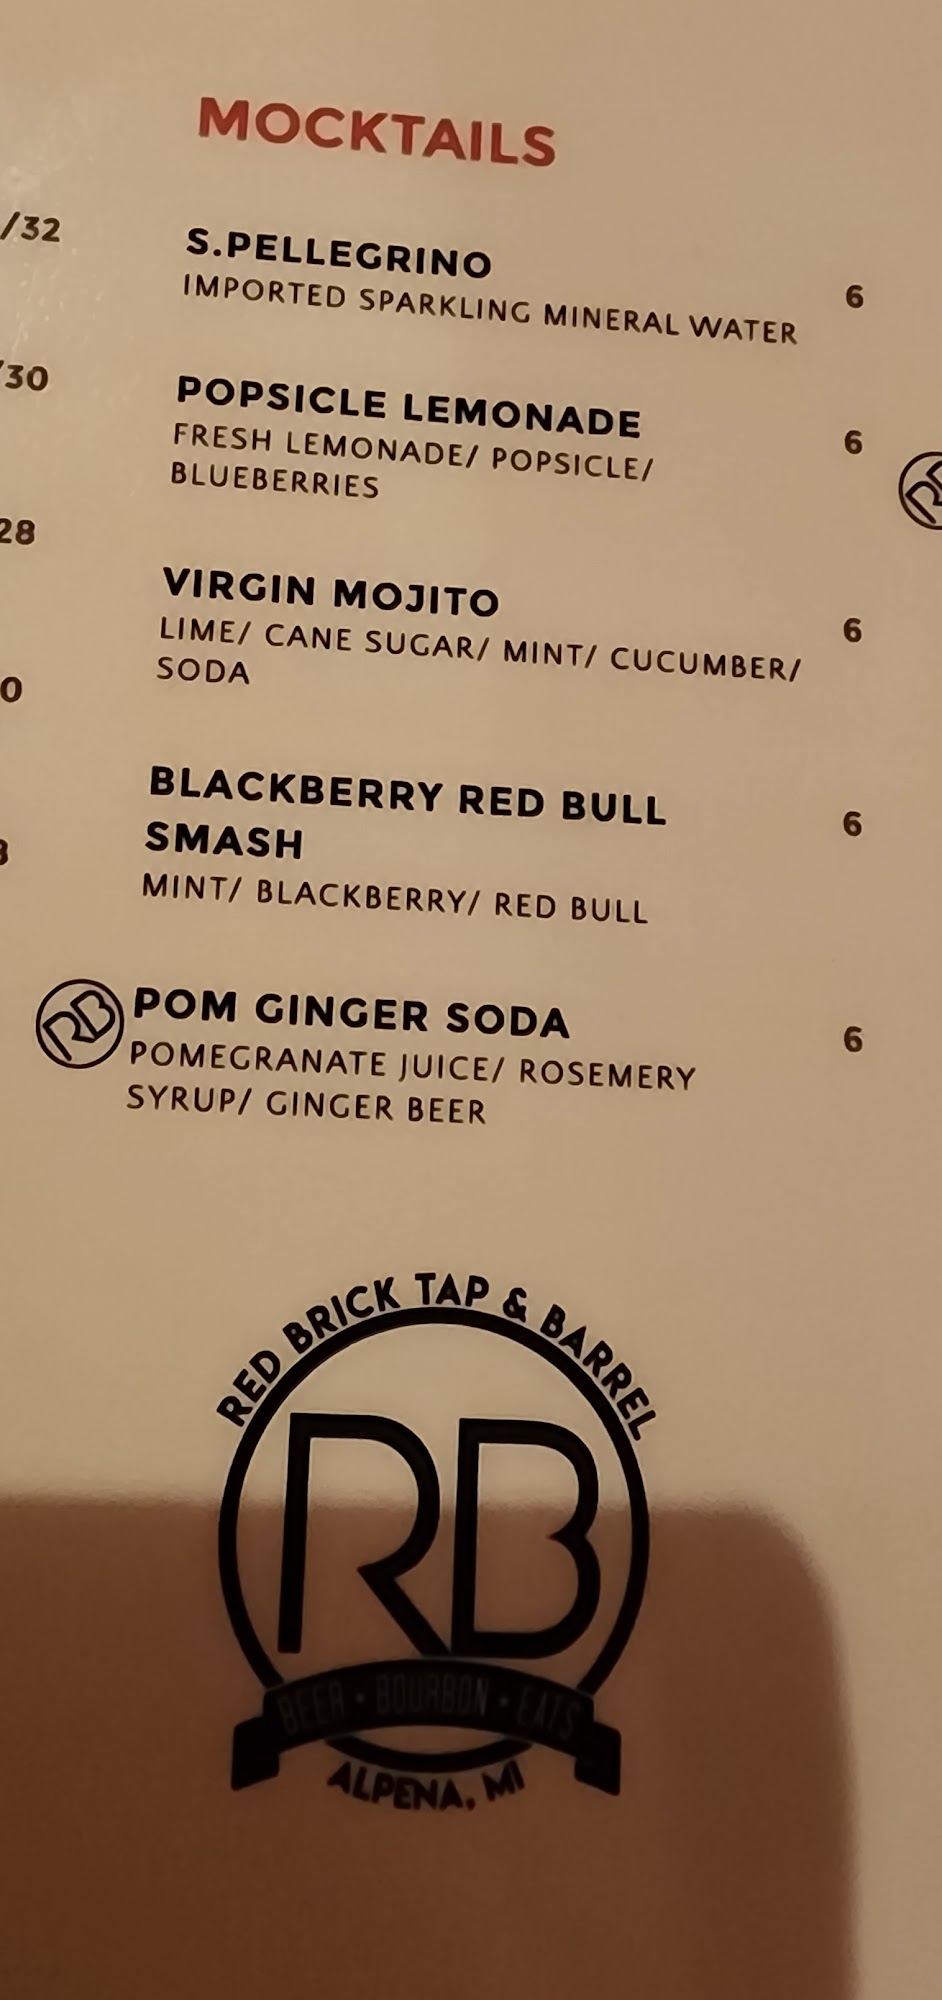 MOCKTAILS
/32
S.PELLEGRINO
IMPORTED SPARKLING MINERAL WATER
6
/30
POPSICLE LEMONADE
FRESH LEMONADE/ POPSICLE/
BLUEBERRIES
6
RB
28
VIRGIN MOJITO
LIME/ CANE SUGAR/ MINT/ CUCUMBER/
SODA
6
0
BLACKBERRY RED BULL
SMASH
MINT/ BLACKBERRY/ RED BULL
6
RB
POM GINGER SODA
POMEGRANATE JUICE/ ROSEMERY
SYRUP/ GINGER BEER
6
RED BRICK TAP & BARREL
RB
BEER • BOURBON • EATS
ALPENA, MI